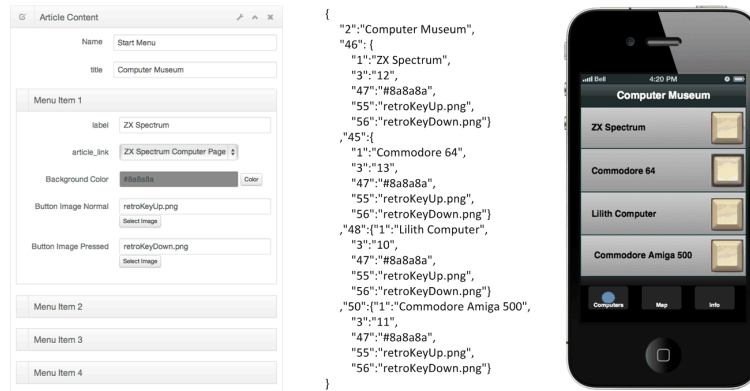 Article Content
Name
Start Menu
title
Computer Museum
Menu Item 1
label
ZX Spectrum
article_link
ZX Spectrum Computer Page
Background Color
#8a8a8a
Color
Button Image Normal
retroKeyUp.png
Select Image
Button Image Pressed
retroKeyDown.png
Select Image
Menu Item 2
Menu Item 3
Menu Item 4
{
"2":"Computer Museum",
"46": {
"1":"ZX Spectrum",
"3":"12",
"47":"#8a8a8a",
"55":"retroKeyUp.png",
"56":"retroKeyDown.png"}
,"45":{
"1":"Commodore 64",
"3":"13",
"47":"#8a8a8a",
"55":"retroKeyUp.png",
"56":"retroKeyDown.png"}
,"48":{"1":"Lilith Computer",
"3":"10",
"47":"#8a8a8a",
"55":"retroKeyUp.png",
"56":"retroKeyDown.png"}
,"50":{"1":"Commodore Amiga 500",
"3":"11",
"47":"#8a8a8a",
"55":"retroKeyUp.png",
"56":"retroKeyDown.png"}
}
Bell 4:20 PM
Computer Museum
ZX Spectrum
Commodore 64
Lilith Computer
Commodore Amiga 500
Computers Map Info